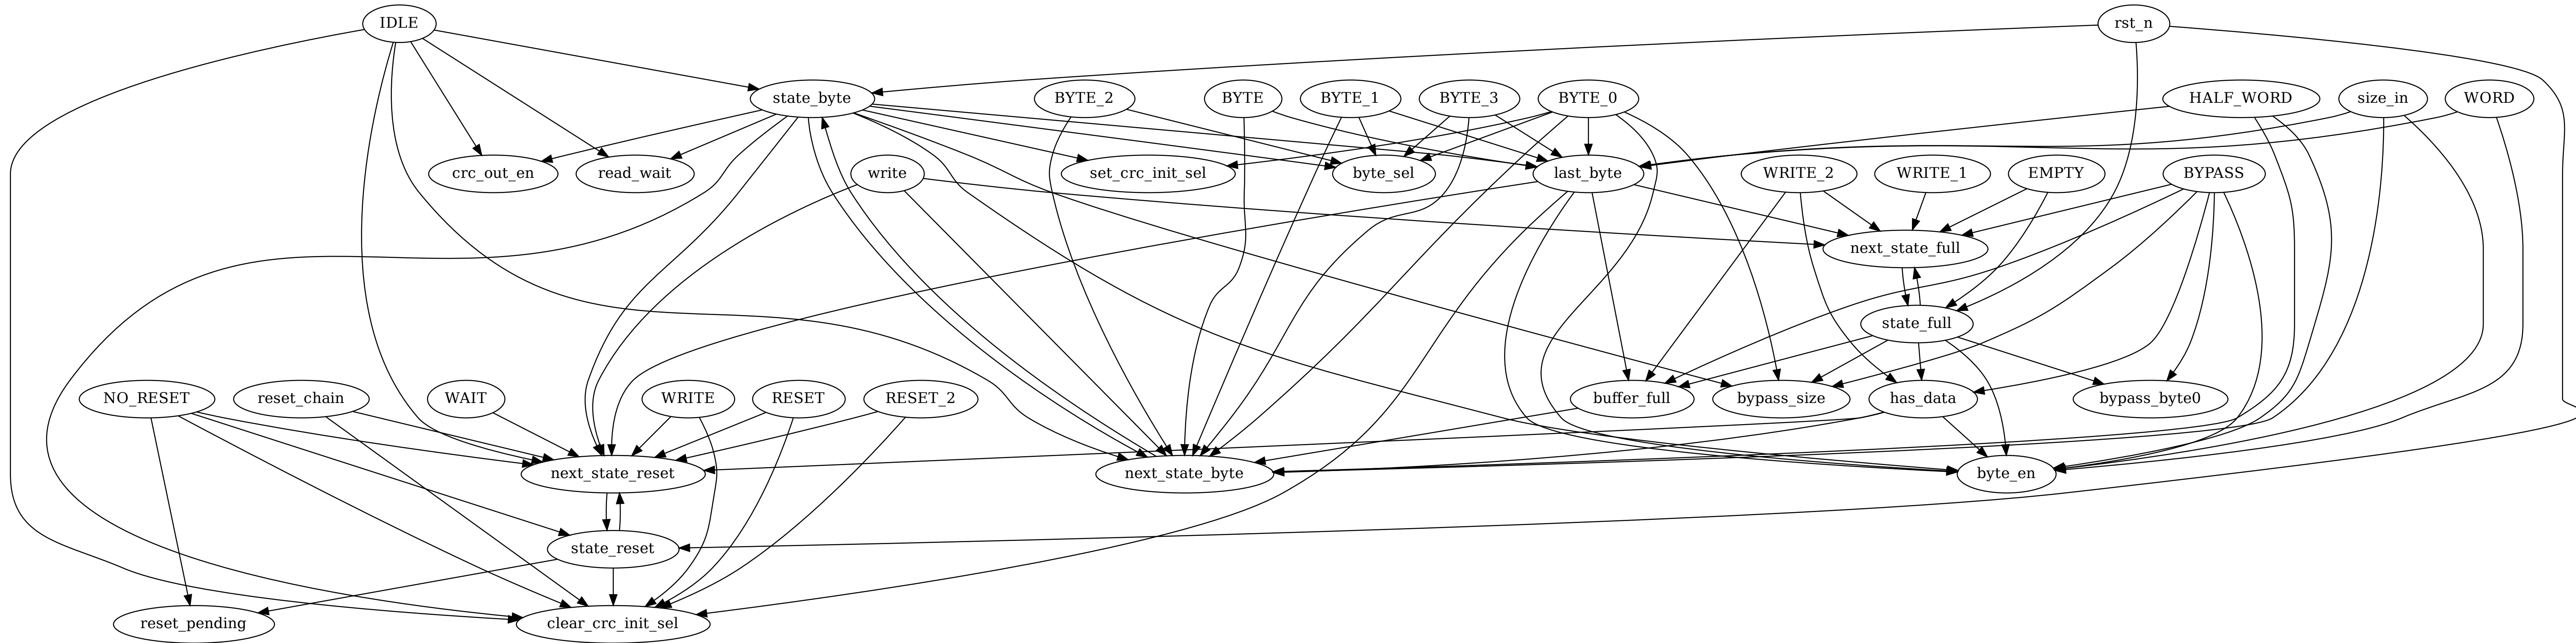 IDLE
rst_n
state_byte
BYTE_2
BYTE
BYTE_1
BYTE_3
BYTE_0
HALF_WORD
size_in
WORD
crc_out_en
read_wait
write
set_crc_init_sel
byte_sel
last_byte
WRITE_2
WRITE_1
EMPTY
BYPASS
next_state_full
state_full
NO_RESET
reset_chain
WAIT
WRITE
RESET
RESET_2
buffer_full
bypass_size
has_data
bypass_byte0
next_state_reset
next_state_byte
byte_en
state_reset
reset_pending
clear_crc_init_sel